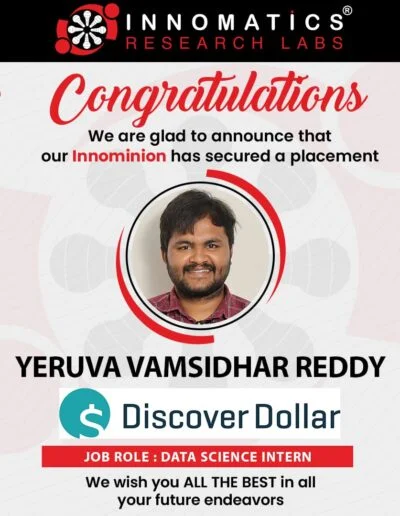 INNOMATICS®
RESEARCH LABS
Congratulations
We are glad to announce that
our Innominion has secured a placement
YERUVA VAMSIDHAR REDDY
$ Discover Dollar
JOB ROLE : DATA SCIENCE INTERN
We wish you ALL THE BEST in all
your future endeavors